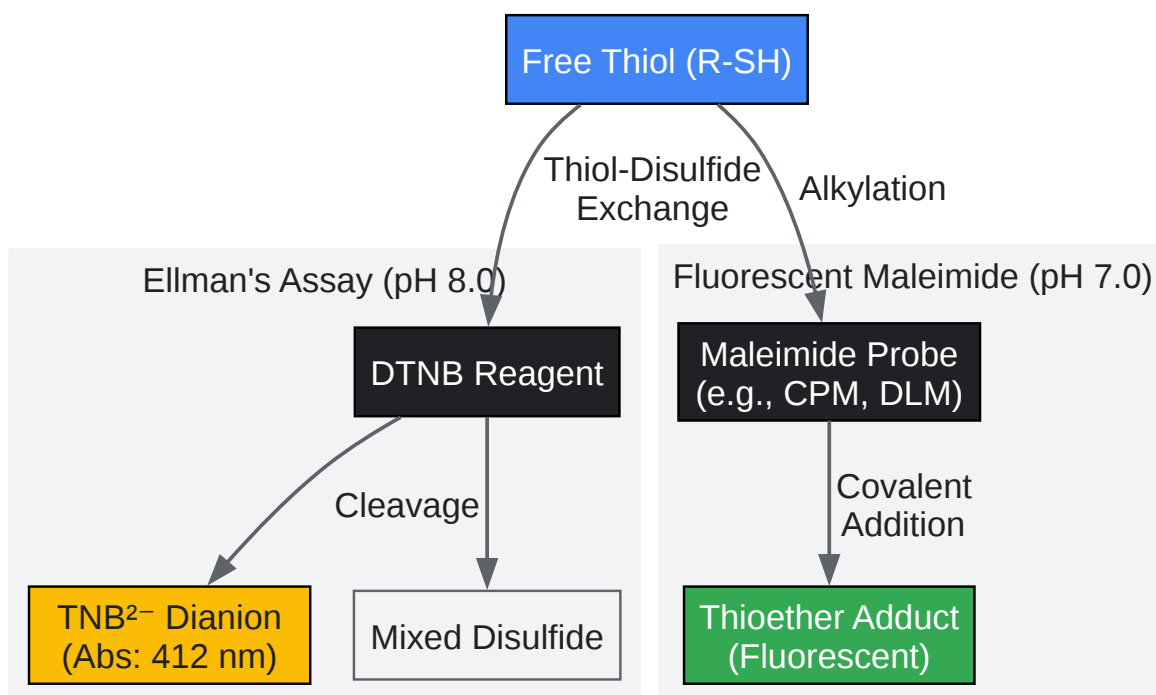 Free Thiol (R-SH)
Thiol-Disulfide
Exchange
Alkylation
Ellman's Assay (pH 8.0)
Fluorescent Maleimide (pH 7.0)
DTNB Reagent
Maleimide Probe
(e.g., CPM, DLM)
Cleavage
Covalent
Addition
TNB²⁻ Dianion
(Abs: 412 nm)
Mixed Disulfide
Thioether Adduct
(Fluorescent)